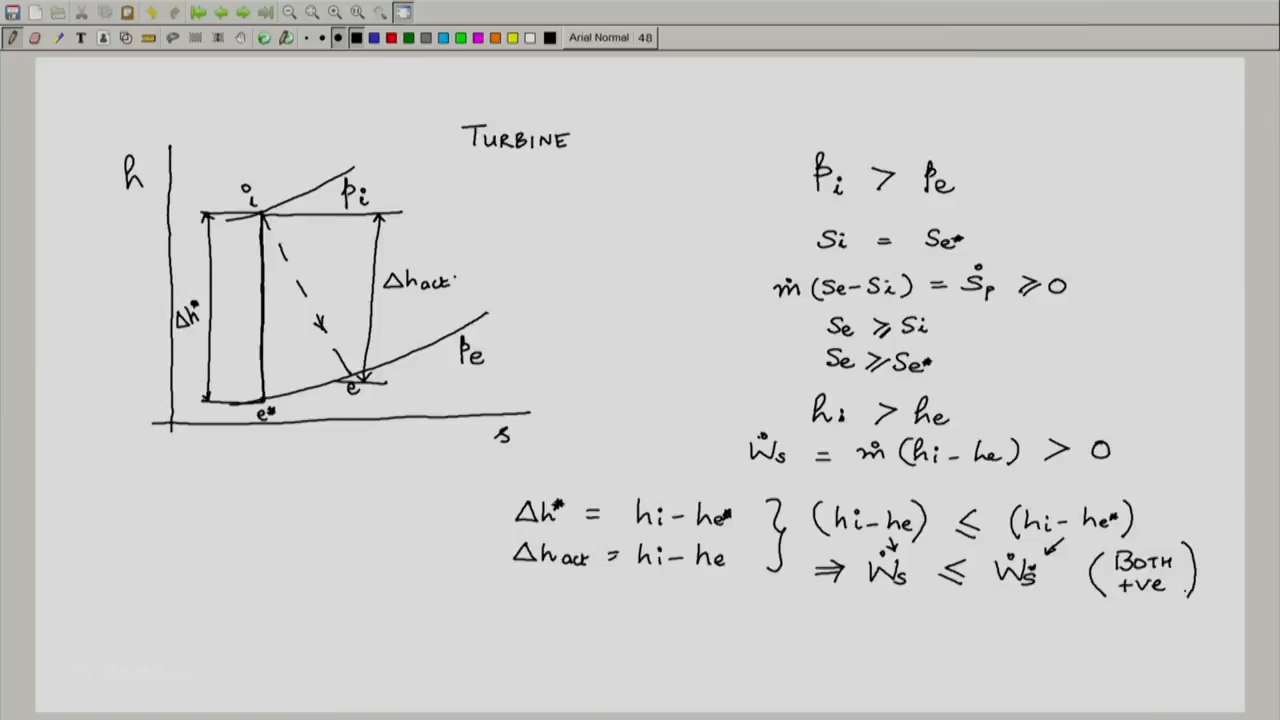 Arial Normal 48
TURBINE
h
i
pi
Δh*
Δhact.
pe
e
e*
s
pi > pe
Si = Se*
ṁ (Se-Si) = Ṡp ≥ 0
Se ≥ Si
Se ≥ Se*
hi > he
Ẇs = ṁ (hi - he) > 0
Δh* = hi - he* } (hi - he) ≤ (hi - he*)
Δhact = hi - he ⇒ Ẇs ≤ Ẇs* (BOTH +ve)